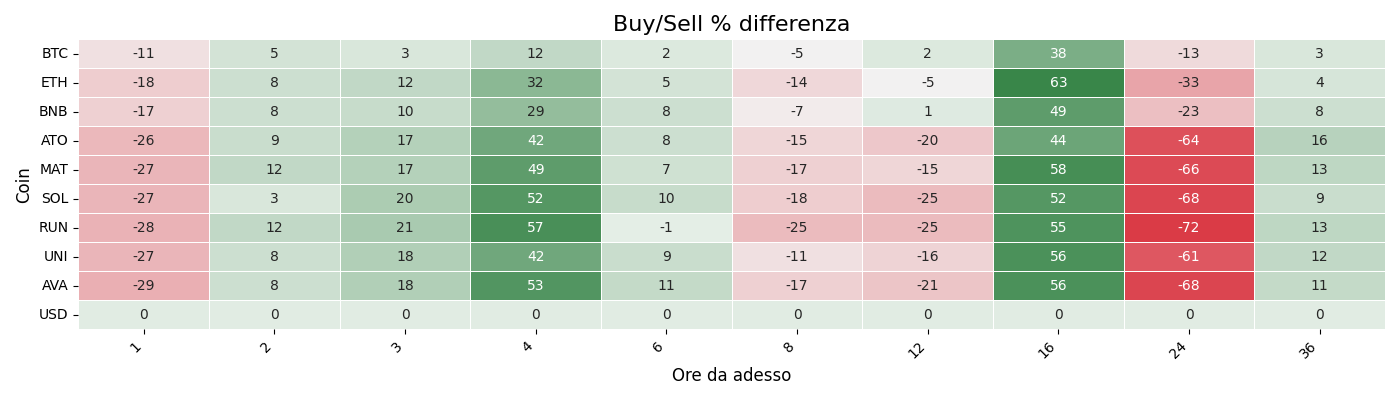 Buy/Sell % differenza
Coin
BTC -11 5 3 12 2 -5 2 38 -13 3
ETH -18 8 12 32 5 -14 -5 63 -33 4
BNB -17 8 10 29 8 -7 1 49 -23 8
ATO -26 9 17 42 8 -15 -20 44 -64 16
MAT -27 12 17 49 7 -17 -15 58 -66 13
SOL -27 3 20 52 10 -18 -25 52 -68 9
RUN -28 12 21 57 -1 -25 -25 55 -72 13
UNI -27 8 18 42 9 -11 -16 56 -61 12
AVA -29 8 18 53 11 -17 -21 56 -68 11
USD 0 0 0 0 0 0 0 0 0 0
1 2 3 4 6 8 12 16 24 36
Ore da adesso